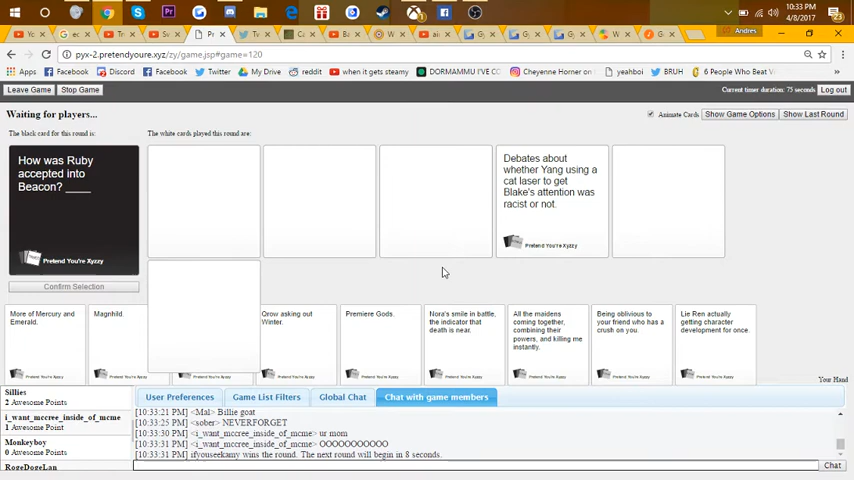 10:33
4/8/2017
23
Andres
pyx-2.pretendyoure.xyz/zy/game.jsp#game=120
Apps Facebook Discord Facebook Twitter My Drive reddit when it gets steamy DORMAMMU I'VE C Cheyenne Horner on yeahboi BRUH 6 People Who Beat V
Leave Game Stop Game Current timer duration: 75 seconds Log out
Waiting for players... Animate Cards Show Game Options Show Last Round
The black card for this round is: The white cards played this round are:
How was Ruby
accepted into
Beacon? ____
Pretend You're Xyzzy
Debates about
whether Yang using a
cat laser to get
Blake's attention was
racist or not.
Pretend You're Xyzzy
Confirm Selection
More of Mercury and
Emerald.
Magnhild.
Qrow asking out
Winter.
Premiere Gods.
Nora's smile in battle,
the indicator that
death is near.
All the maidens
coming together,
combining their
powers, and killing me
instantly.
Being oblivious to
your friend who has a
crush on you.
Lie Ren actually
getting character
development for once.
Your Hand
Sillies
2 Awesome Points
i_want_mccree_inside_of_mcme
1 Awesome Point
Monkeyboy
0 Awesome Points
RogeDogeLan
User Preferences Game List Filters Global Chat Chat with game members
[10:33:21 PM] <Mal> Billie goat
[10:33:25 PM] <sober> NEVERFORGET
[10:33:30 PM] <i_want_mccree_inside_of_mcme> ur mom
[10:33:31 PM] <i_want_mccree_inside_of_mcme> OOOOOOOOOOO
[10:33:31 PM] ifyouseekamy wins the round. The next round will begin in 8 seconds.
Chat